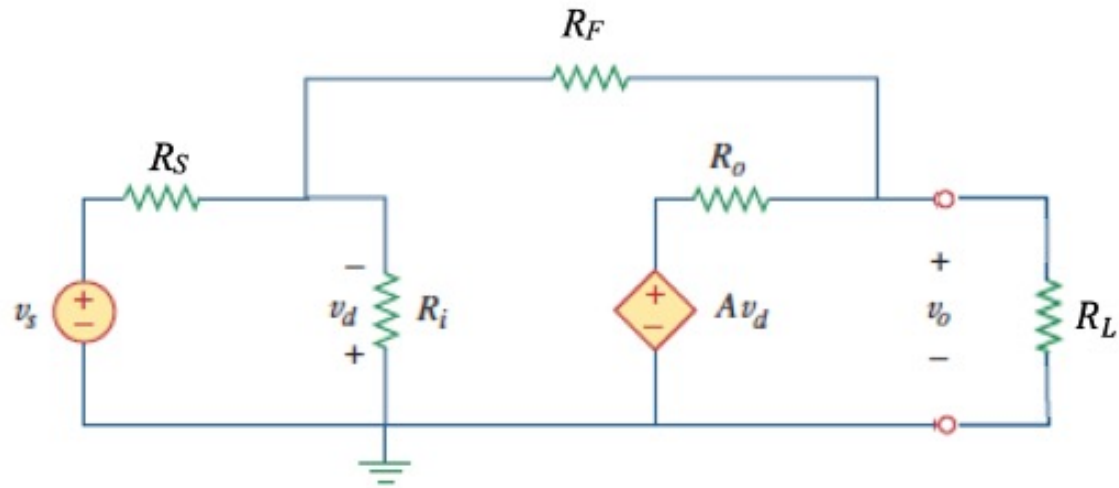 R_F
R_S
R_o
+
−
v_s
−
v_d
+
R_i
+
−
Av_d
+
v_o
−
R_L